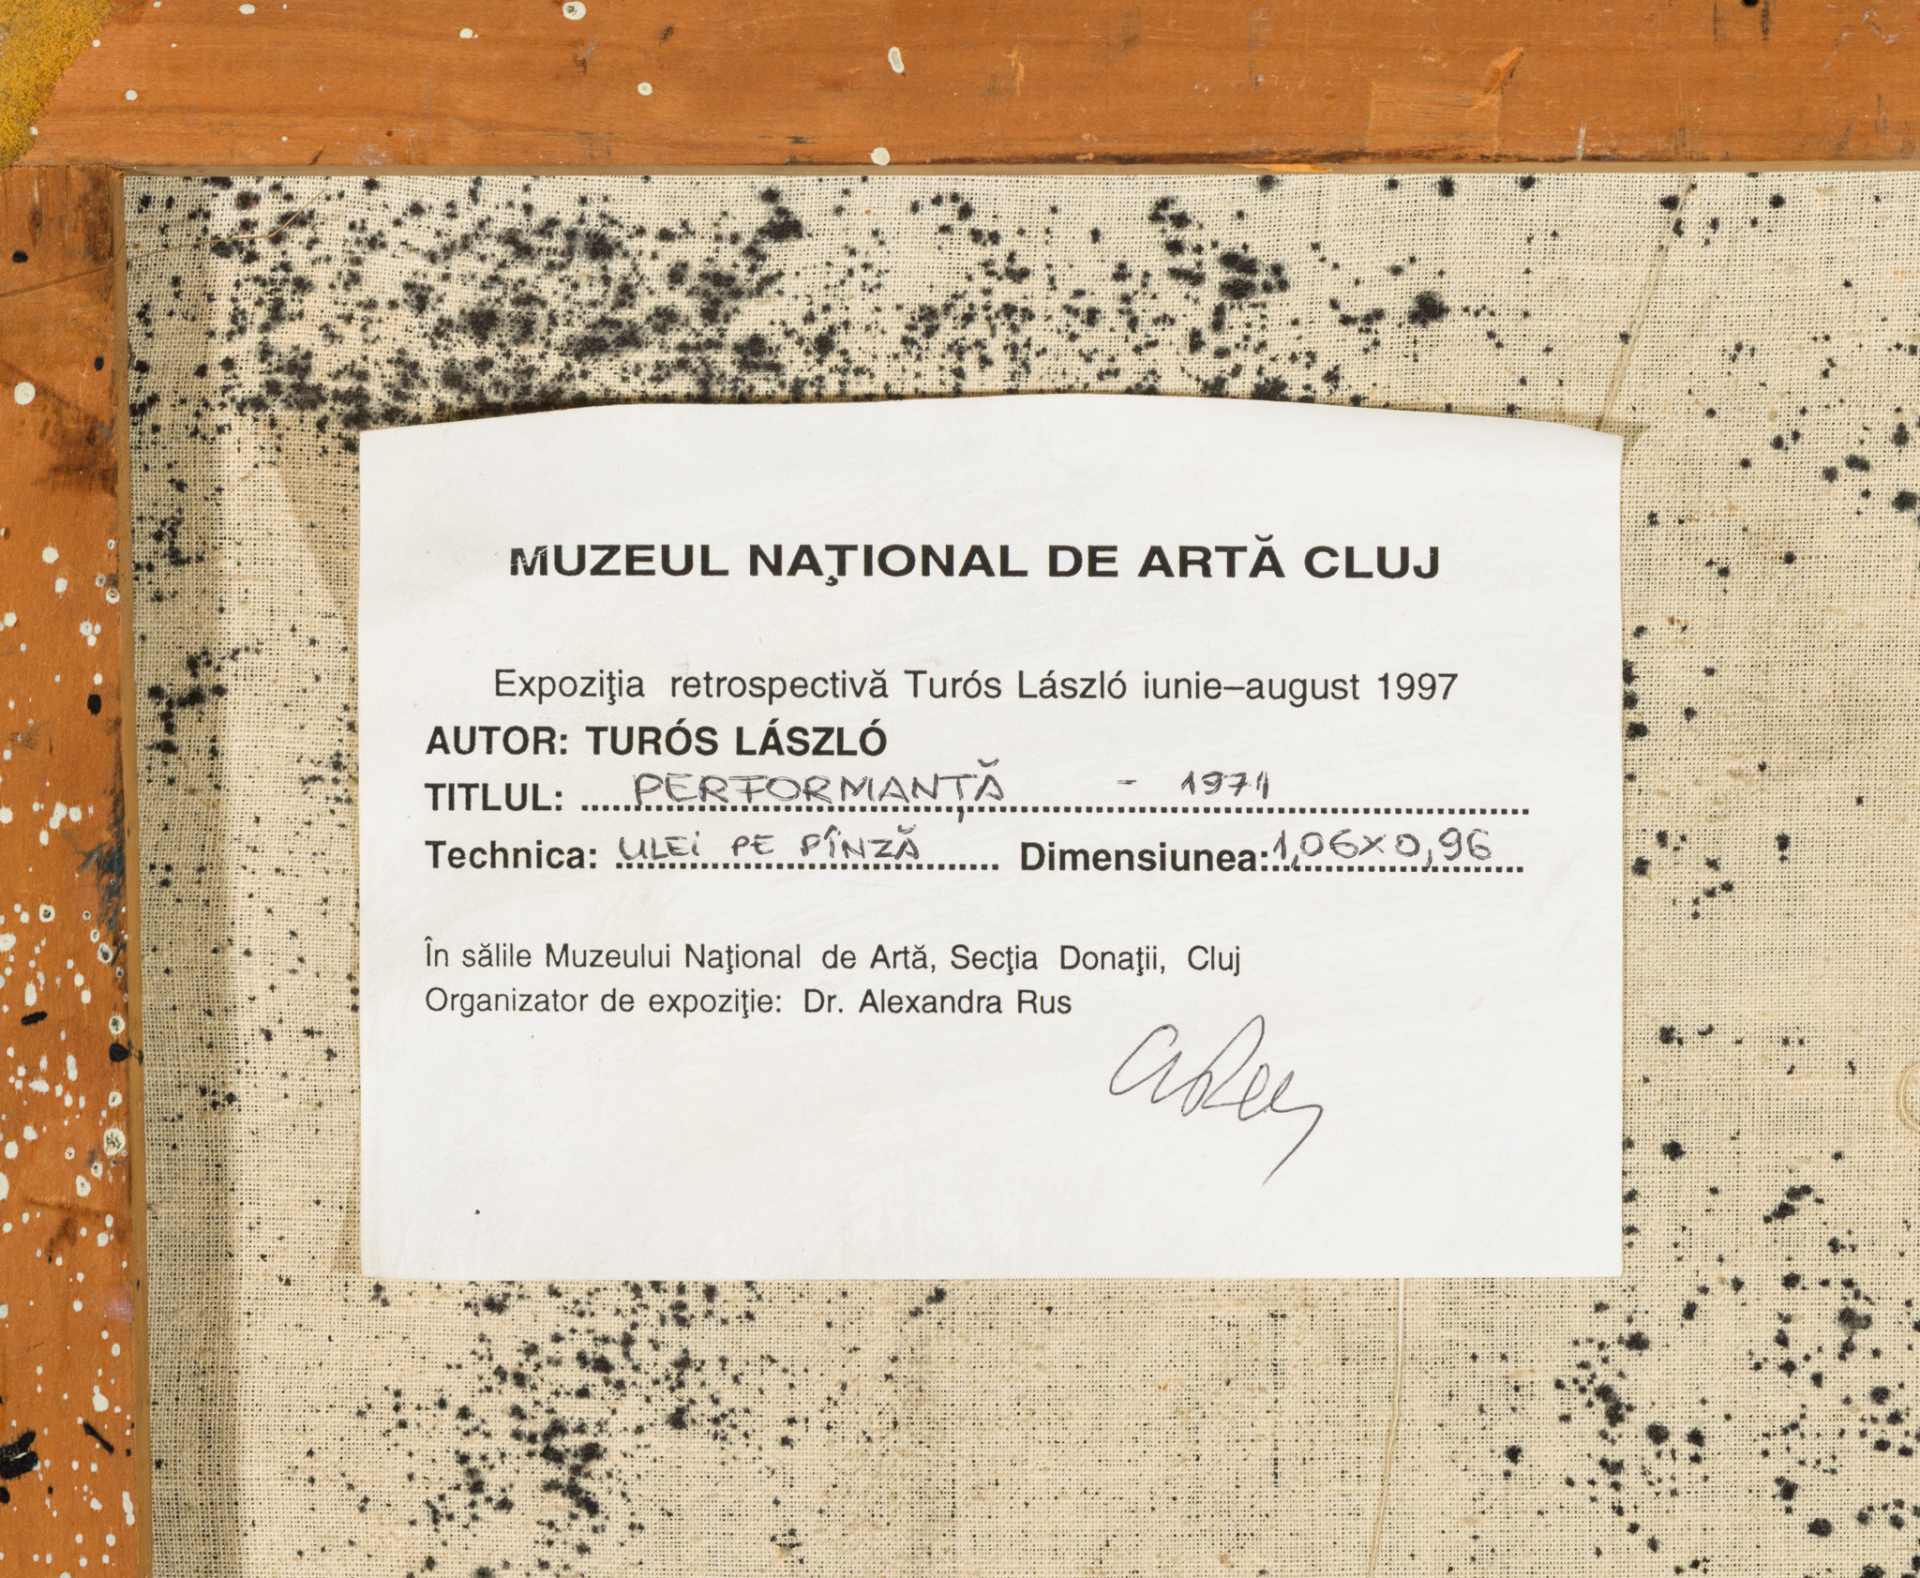 MUZEUL NAŢIONAL DE ARTĂ CLUJ
Expoziţia retrospectivă Turós László iunie–august 1997
AUTOR: TURÓS LÁSZLÓ
TITLUL: PERFORMANŢĂ - 1971
Technica: ULEI PE PÎNZĂ Dimensiunea: 1,06x0,96
În sălile Muzeului Naţional de Artă, Secţia Donaţii, Cluj
Organizator de expoziţie: Dr. Alexandra Rus
ARus